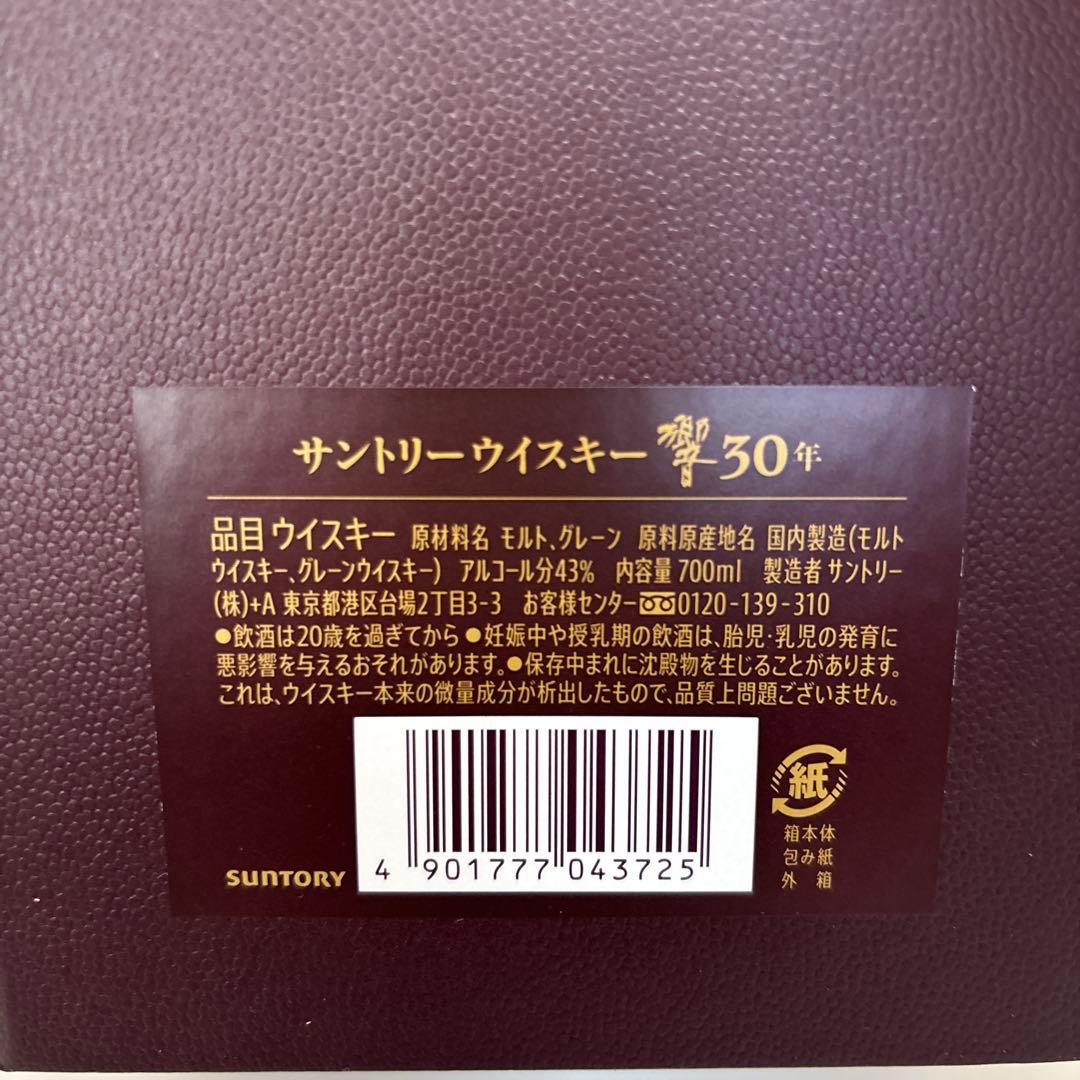 サントリーウイスキー 響 30年
品目 ウイスキー 原材料名 モルト、グレーン 原料原産地名 国内製造(モルト
ウイスキー、グレーンウイスキー) アルコール分43% 内容量 700ml 製造者 サントリー
(株)+A 東京都港区台場2丁目3-3 お客様センター 0120-139-310
●飲酒は20歳を過ぎてから ●妊娠中や授乳期の飲酒は、胎児・乳児の発育に
悪影響を与えるおそれがあります。●保存中まれに沈殿物を生じることがあります。
これは、ウイスキー本来の微量成分が析出したもので、品質上問題ございません。
紙
箱本体
包み紙
外 箱
SUNTORY
4 901777 043725